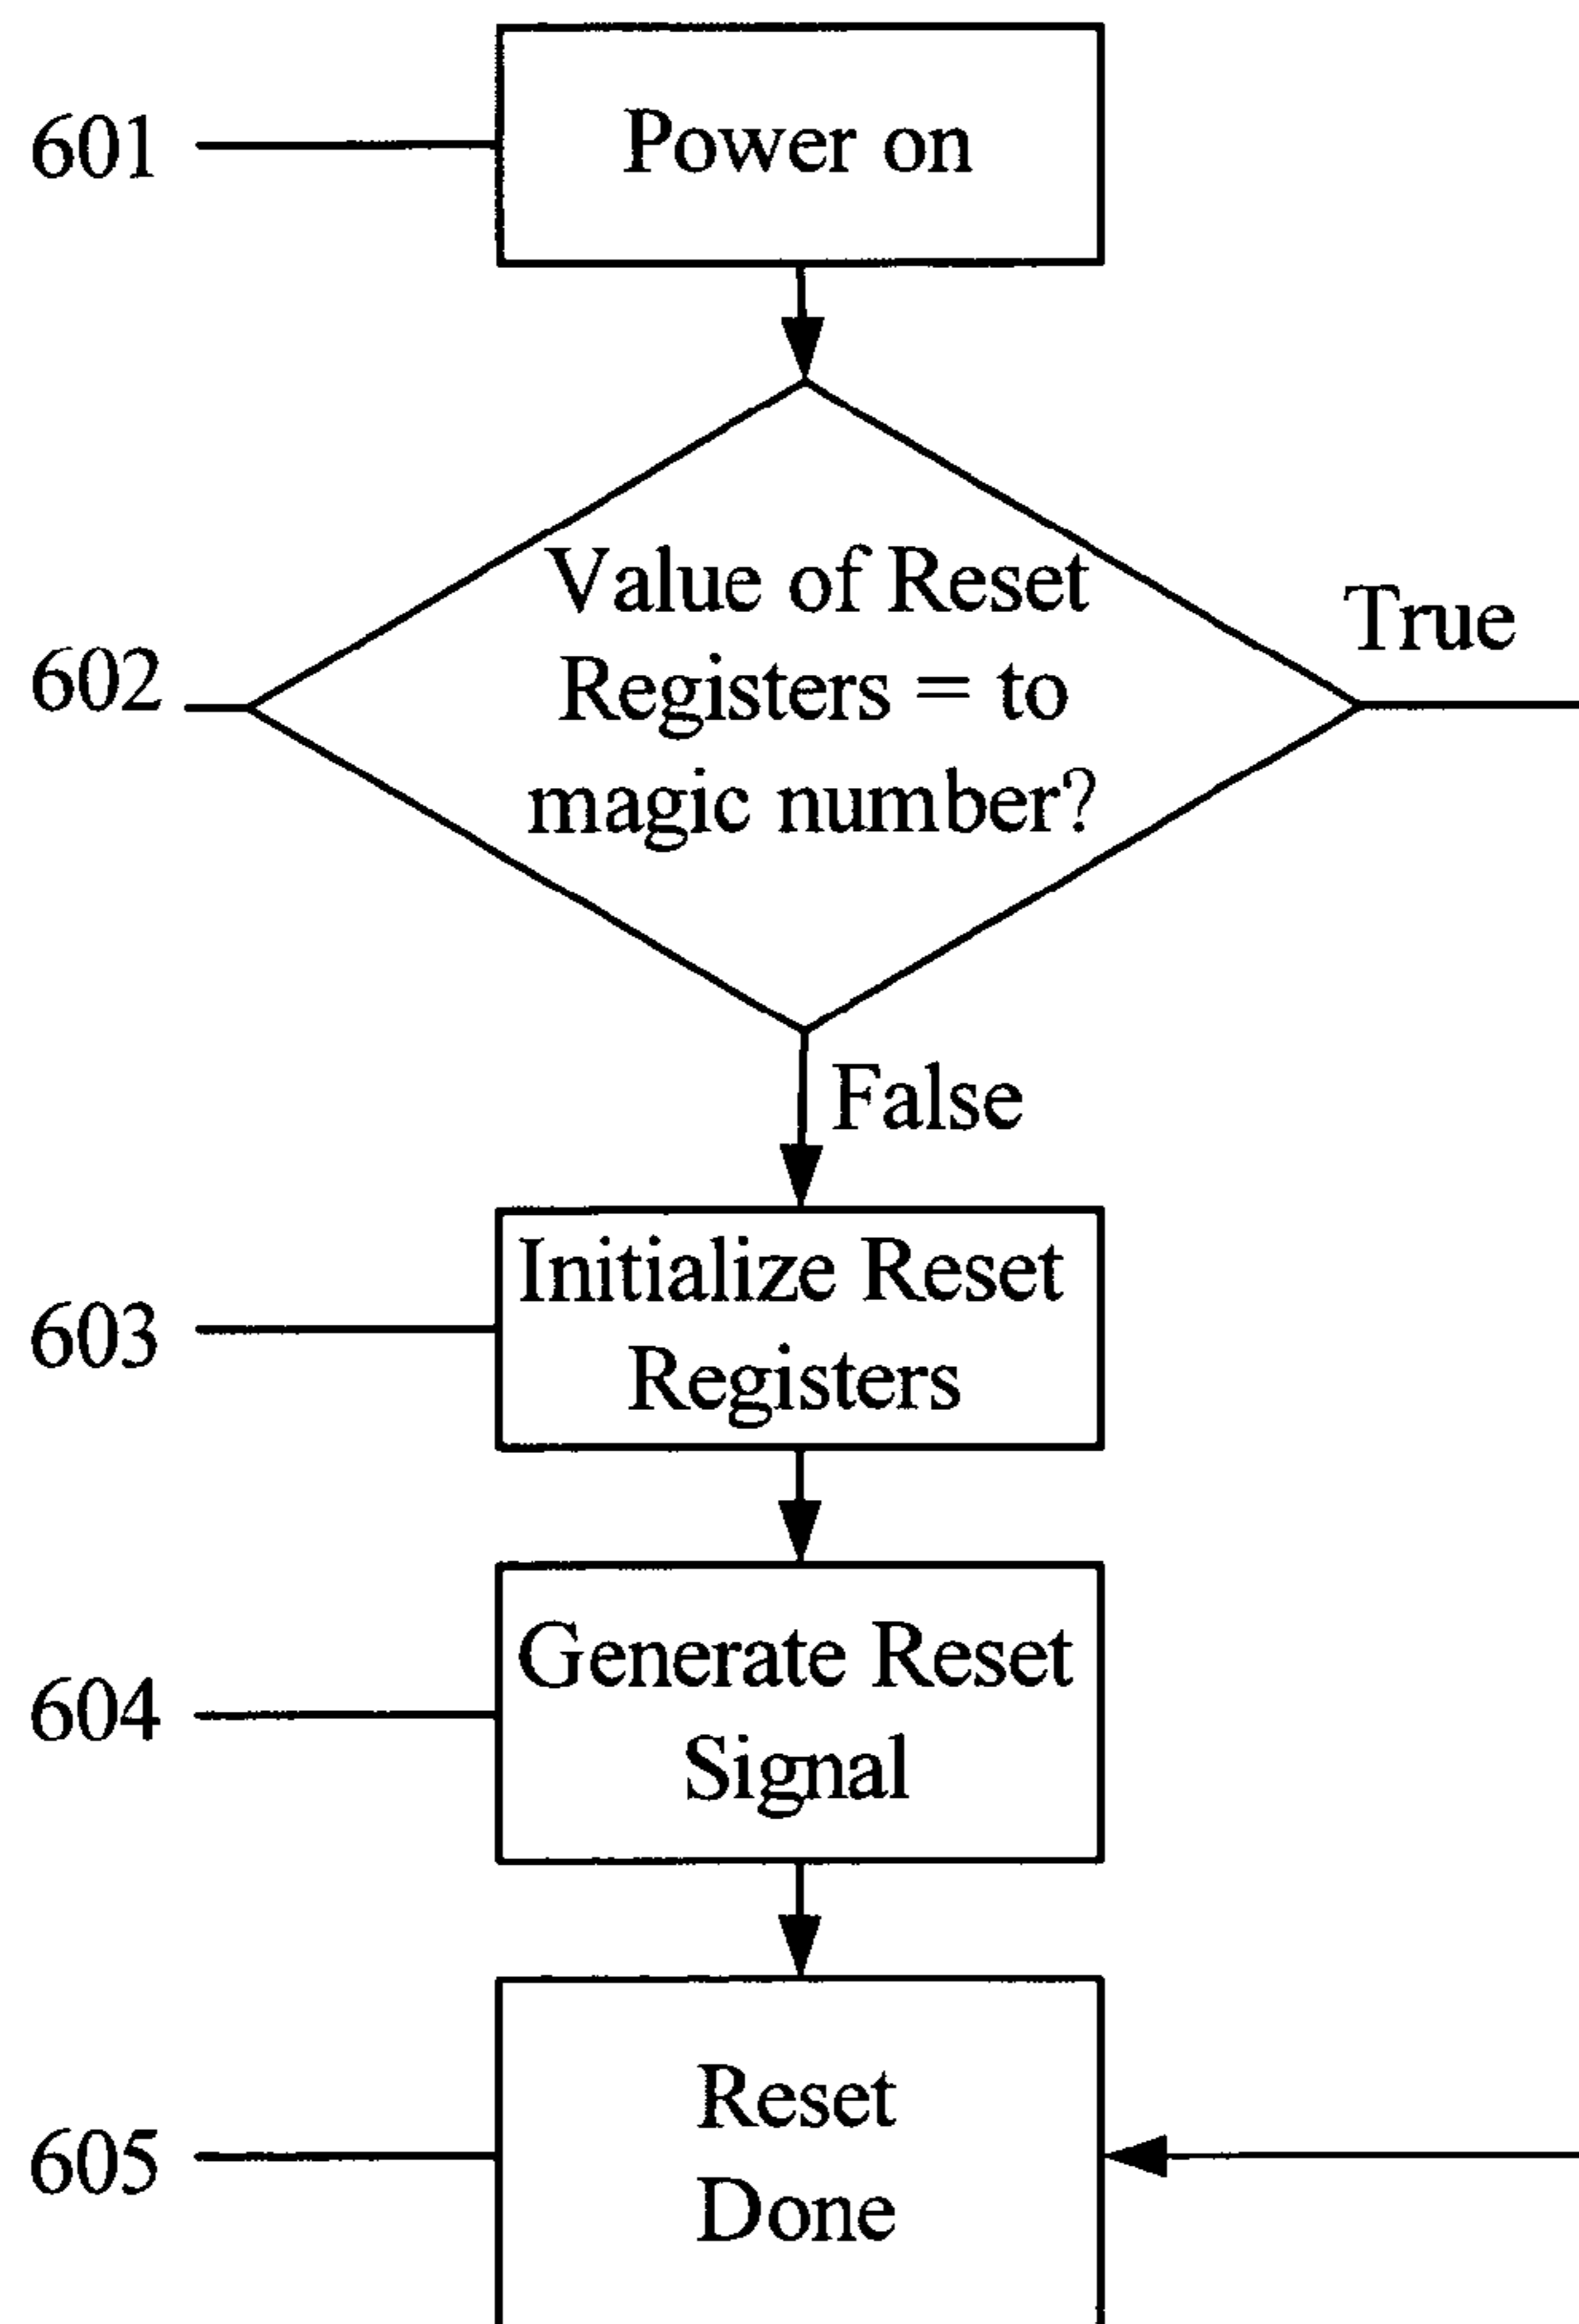 601
Power on
602
Value of Reset
Registers = to
magic number?
True
False
603
Initialize Reset
Registers
604
Generate Reset
Signal
605
Reset
Done